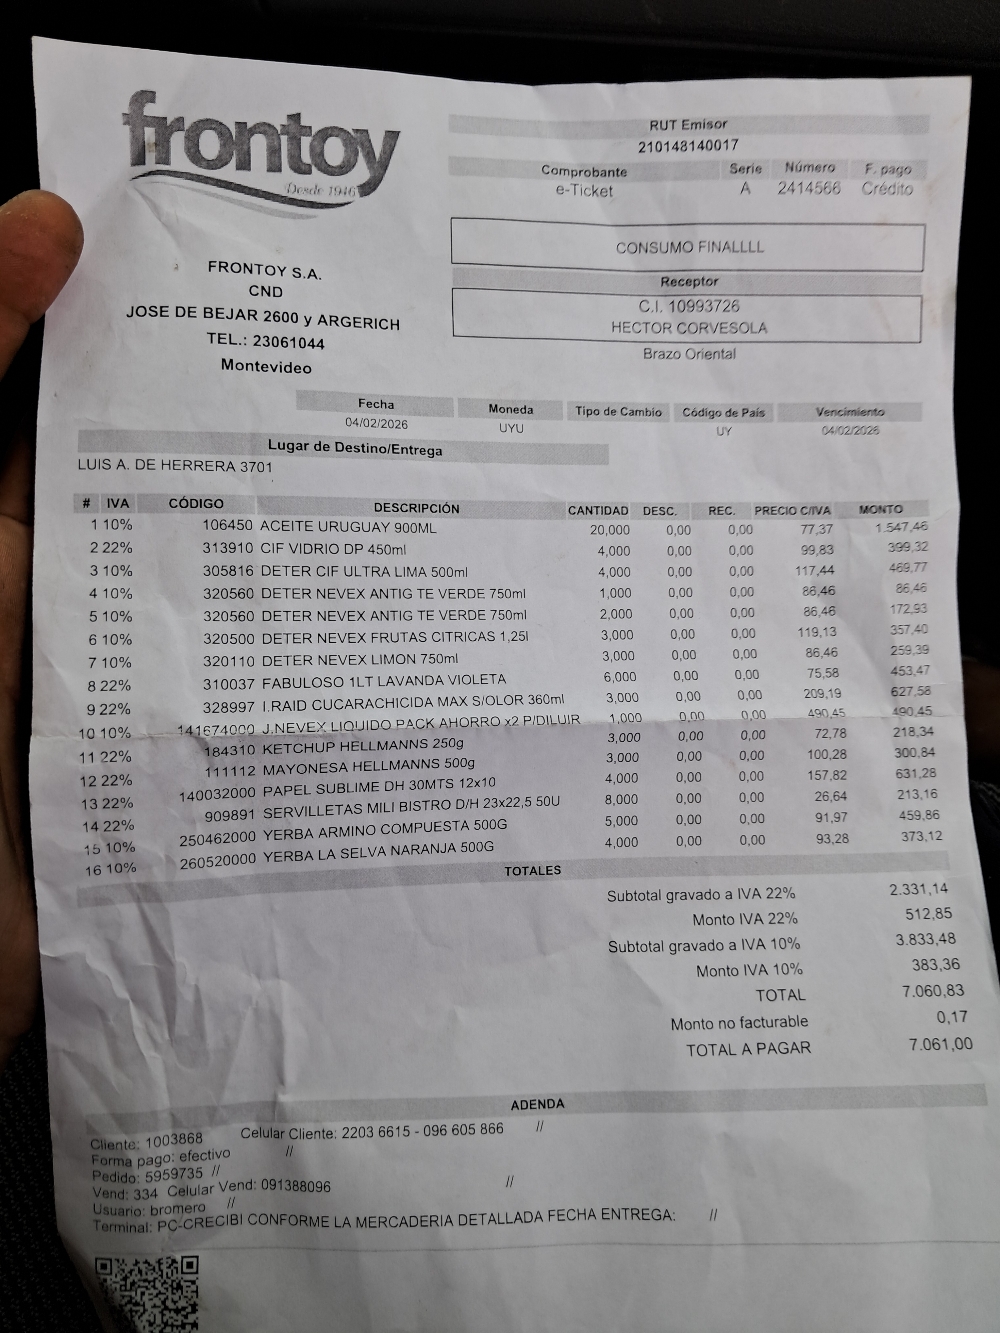 frontoy
Desde 1946
RUT Emisor
210148140017
Comprobante Serie Número F. pago
e-Ticket A 2414566 Crédito
CONSUMO FINALLLL
Receptor
C.I. 10993726
HECTOR CORVESOLA
Brazo Oriental
FRONTOY S.A.
CND
JOSE DE BEJAR 2600 y ARGERICH
TEL.: 23061044
Montevideo
Fecha Moneda Tipo de Cambio Código de País Vencimiento
04/02/2026 UYU UY 04/02/2026
Lugar de Destino/Entrega
LUIS A. DE HERRERA 3701
# IVA CÓDIGO DESCRIPCIÓN CANTIDAD DESC. REC. PRECIO C/IVA MONTO
1 10% 106450 ACEITE URUGUAY 900ML 20,000 0,00 0,00 77,37 1.547,46
2 22% 313910 CIF VIDRIO DP 450ml 4,000 0,00 0,00 99,83 399,32
3 10% 305816 DETER CIF ULTRA LIMA 500ml 4,000 0,00 0,00 117,44 469,77
4 10% 320560 DETER NEVEX ANTIG TE VERDE 750ml 1,000 0,00 0,00 86,46 86,46
5 10% 320560 DETER NEVEX ANTIG TE VERDE 750ml 2,000 0,00 0,00 86,46 172,93
6 10% 320500 DETER NEVEX FRUTAS CITRICAS 1,25l 3,000 0,00 0,00 119,13 357,40
7 10% 320110 DETER NEVEX LIMON 750ml 3,000 0,00 0,00 86,46 259,39
8 22% 310037 FABULOSO 1LT LAVANDA VIOLETA 6,000 0,00 0,00 75,58 453,47
9 22% 328997 I.RAID CUCARACHICIDA MAX S/OLOR 360ml 3,000 0,00 0,00 209,19 627,58
10 10% 141674000 J.NEVEX LIQUIDO PACK AHORRO x2 P/DILUIR 1,000 0,00 0,00 490,45 490,45
11 22% 184310 KETCHUP HELLMANNS 250g 3,000 0,00 0,00 72,78 218,34
12 22% 111112 MAYONESA HELLMANNS 500g 3,000 0,00 0,00 100,28 300,84
13 22% 140032000 PAPEL SUBLIME DH 30MTS 12x10 4,000 0,00 0,00 157,82 631,28
14 22% 909891 SERVILLETAS MILI BISTRO D/H 23x22,5 50U 8,000 0,00 0,00 26,64 213,16
15 10% 250462000 YERBA ARMINO COMPUESTA 500G 5,000 0,00 0,00 91,97 459,86
16 10% 260520000 YERBA LA SELVA NARANJA 500G 4,000 0,00 0,00 93,28 373,12
TOTALES
Subtotal gravado a IVA 22% 2.331,14
Monto IVA 22% 512,85
Subtotal gravado a IVA 10% 3.833,48
Monto IVA 10% 383,36
TOTAL 7.060,83
Monto no facturable 0,17
TOTAL A PAGAR 7.061,00
ADENDA
Cliente: 1003868 Celular Cliente: 2203 6615 - 096 605 866 //
Forma pago: efectivo //
Pedido: 5959735 //
Vend: 334 Celular Vend: 091388096 //
Usuario: bromero //
Terminal: PC-CRECIBI CONFORME LA MERCADERIA DETALLADA FECHA ENTREGA: //